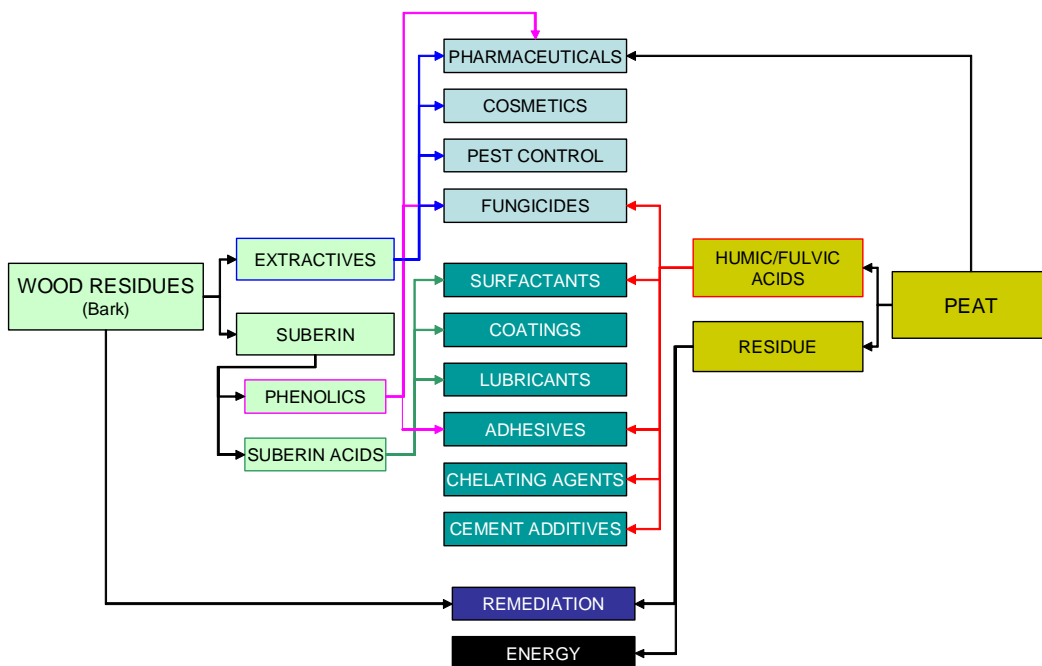 PHARMACEUTICALS
COSMETICS
PEST CONTROL
FUNGICIDES
EXTRACTIVES
WOOD RESIDUES
(Bark)
SUBERIN
PHENOLICS
SUBERIN ACIDS
SURFACTANTS
COATINGS
LUBRICANTS
ADHESIVES
CHELATING AGENTS
CEMENT ADDITIVES
HUMIC/FULVIC
ACIDS
RESIDUE
PEAT
REMEDIATION
ENERGY